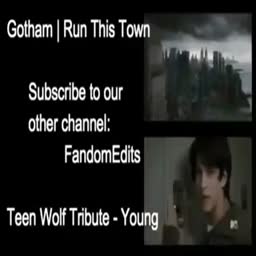 Gotham | Run This Town
Subscribe to our
other channel:
FandomEdits
Teen Wolf Tribute - Young